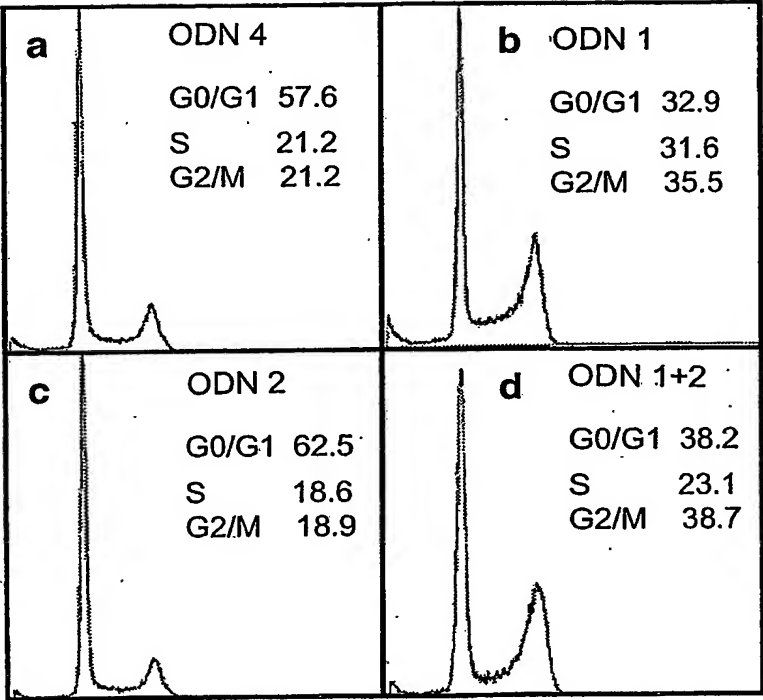 a ODN 4
G0/G1 57.6
S 21.2
G2/M 21.2
b ODN 1
G0/G1 32.9
S 31.6
G2/M 35.5
c ODN 2
G0/G1 62.5
S 18.6
G2/M 18.9
d ODN 1+2
G0/G1 38.2
S 23.1
G2/M 38.7